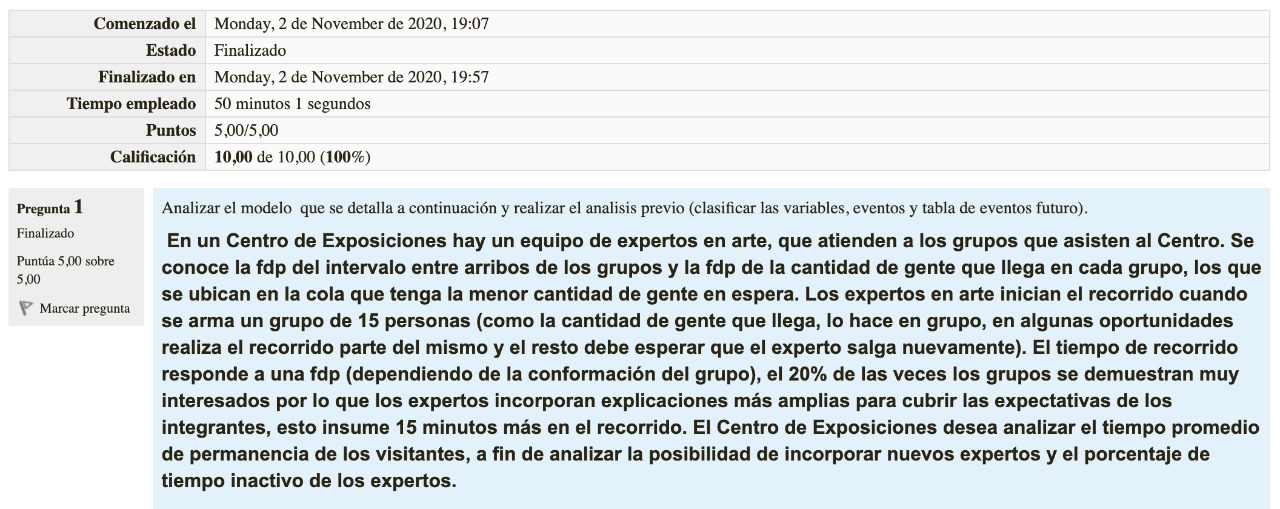 Comenzado el Monday, 2 de November de 2020, 19:07
Estado Finalizado
Finalizado en Monday, 2 de November de 2020, 19:57
Tiempo empleado 50 minutos 1 segundos
Puntos 5,00/5,00
Calificación 10,00 de 10,00 (100%)
Pregunta 1
Finalizado
Puntúa 5,00 sobre
5,00
Marcar pregunta
Analizar el modelo que se detalla a continuación y realizar el analisis previo (clasificar las variables, eventos y tabla de eventos futuro).
En un Centro de Exposiciones hay un equipo de expertos en arte, que atienden a los grupos que asisten al Centro. Se
conoce la fdp del intervalo entre arribos de los grupos y la fdp de la cantidad de gente que llega en cada grupo, los que
se ubican en la cola que tenga la menor cantidad de gente en espera. Los expertos en arte inician el recorrido cuando
se arma un grupo de 15 personas (como la cantidad de gente que llega, lo hace en grupo, en algunas oportunidades
realiza el recorrido parte del mismo y el resto debe esperar que el experto salga nuevamente). El tiempo de recorrido
responde a una fdp (dependiendo de la conformación del grupo), el 20% de las veces los grupos se demuestran muy
interesados por lo que los expertos incorporan explicaciones más amplias para cubrir las expectativas de los
integrantes, esto insume 15 minutos más en el recorrido. El Centro de Exposiciones desea analizar el tiempo promedio
de permanencia de los visitantes, a fin de analizar la posibilidad de incorporar nuevos expertos y el porcentaje de
tiempo inactivo de los expertos.